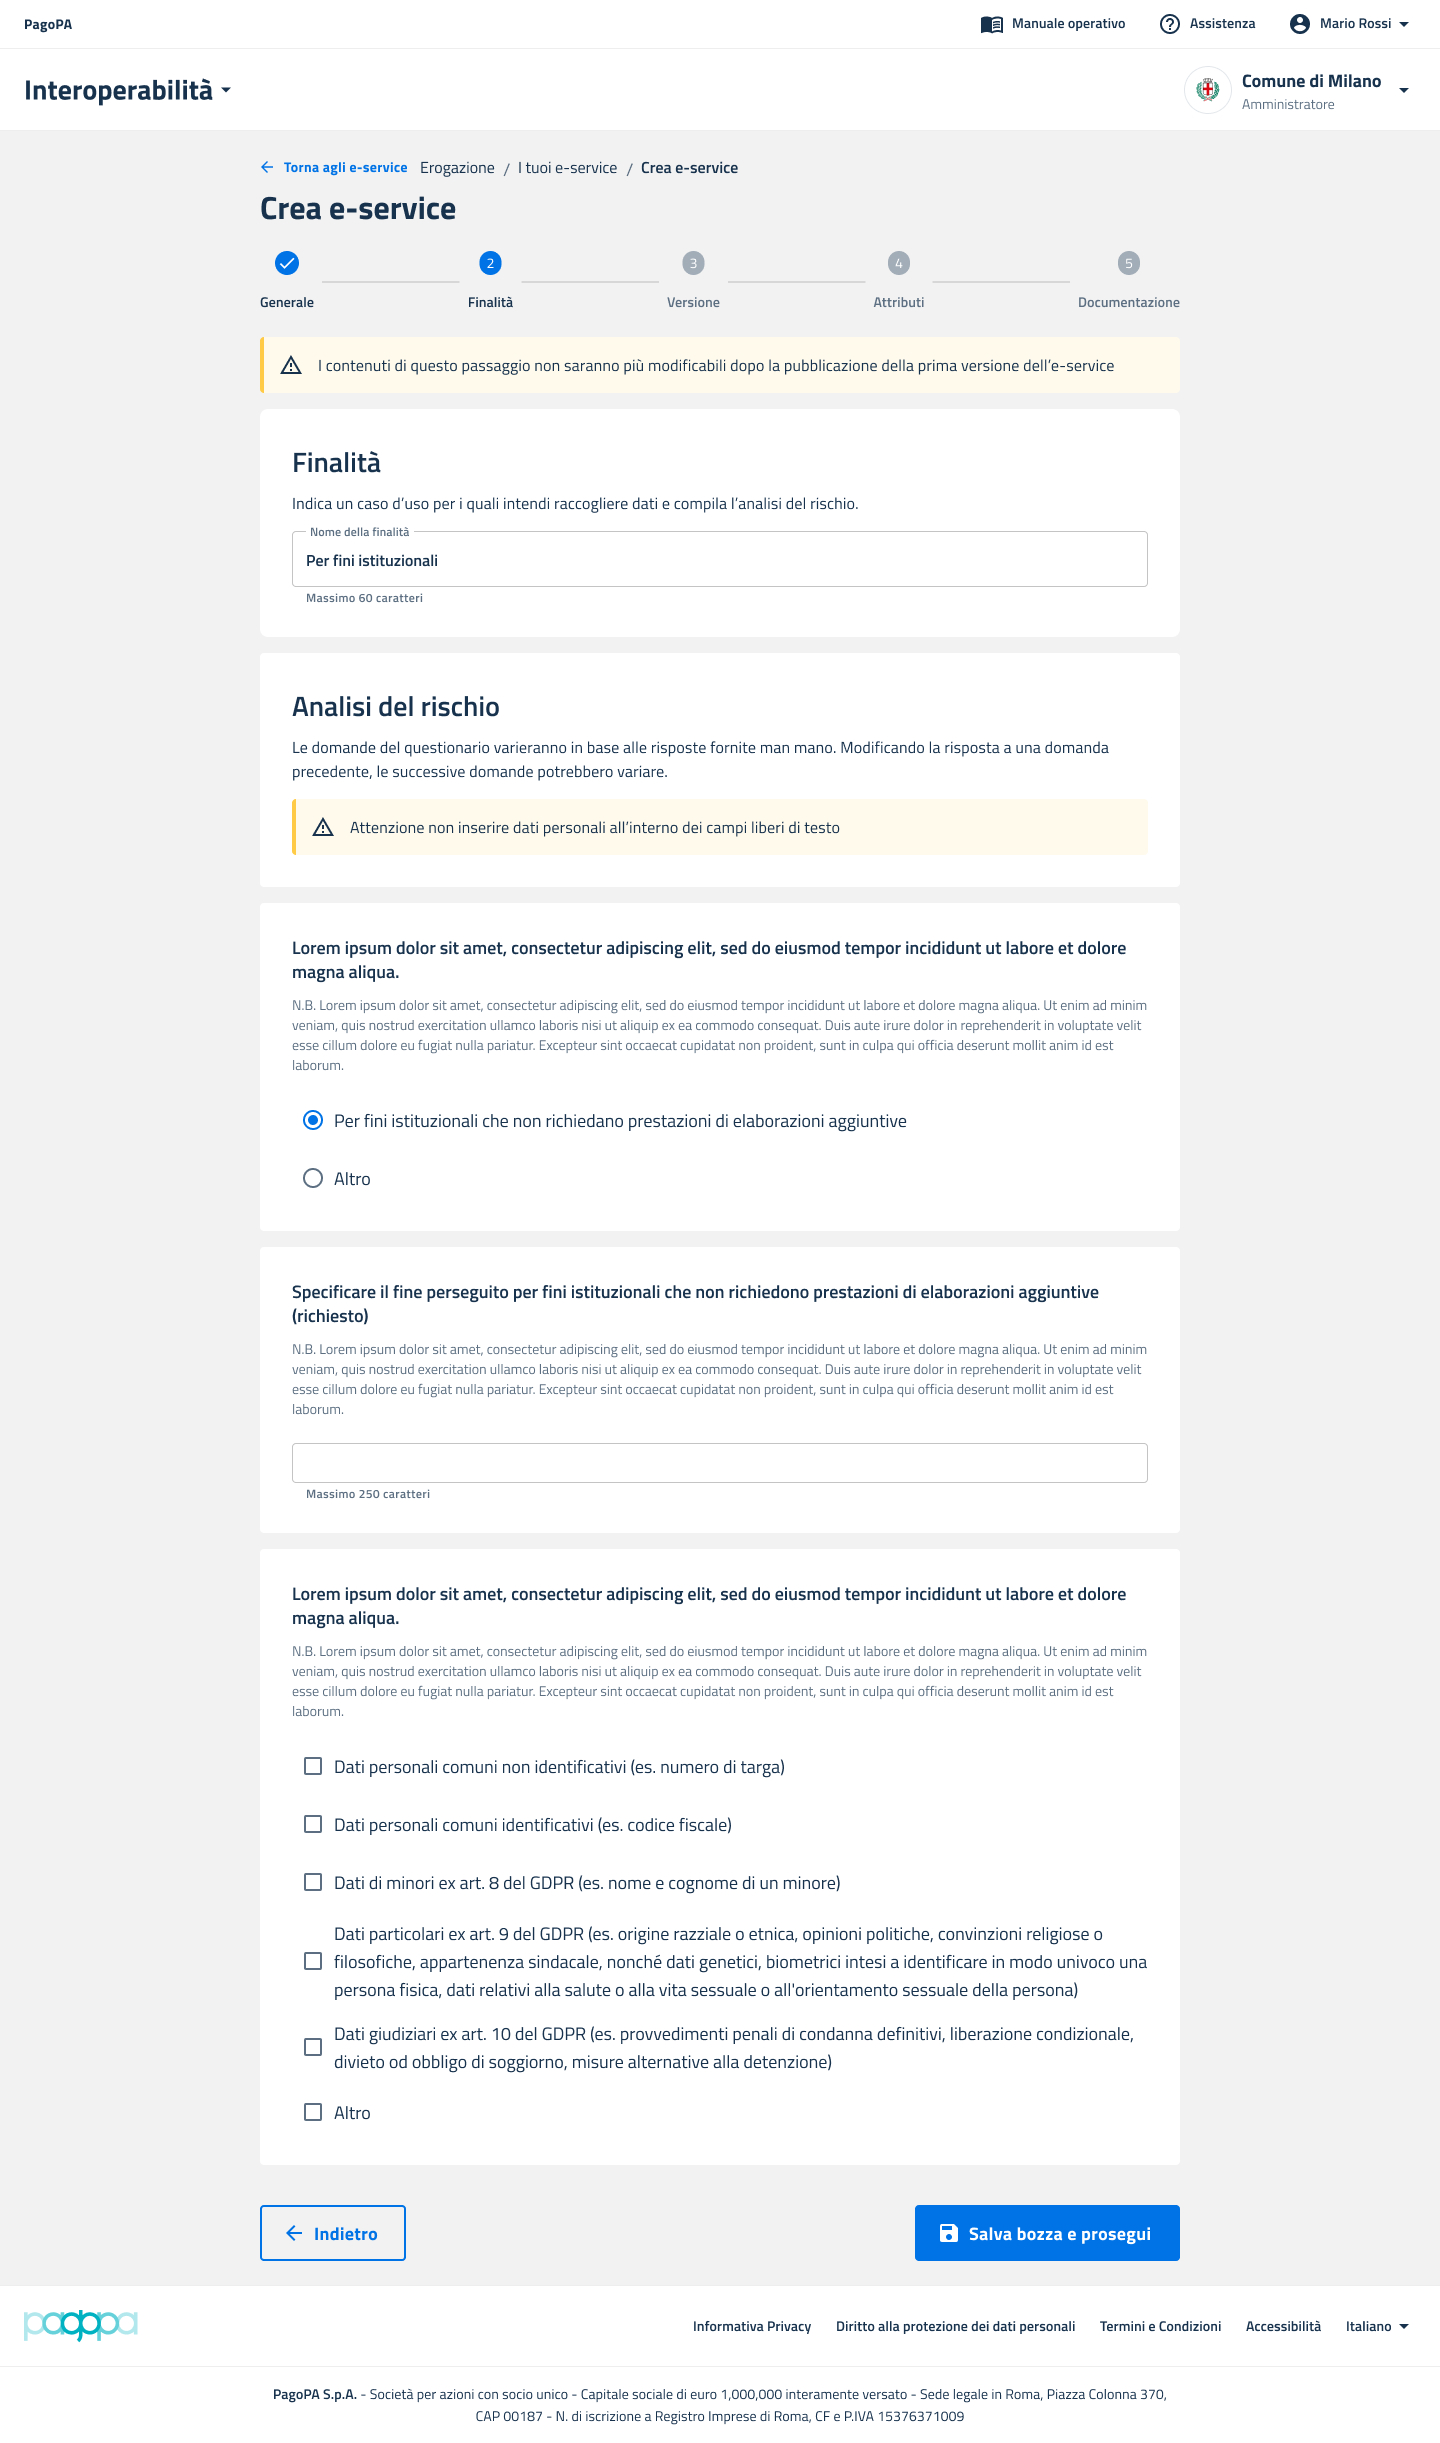 PagoPA
Manuale operativo
Assistenza
Mario Rossi
Interoperabilità
Comune di Milano
Amministratore
Torna agli e-service
Erogazione / I tuoi e-service / Crea e-service
Crea e-service
2
3
4
5
Generale
Finalità
Versione
Attributi
Documentazione
I contenuti di questo passaggio non saranno più modificabili dopo la pubblicazione della prima versione dell’e-service
Finalità
Indica un caso d’uso per i quali intendi raccogliere dati e compila l’analisi del rischio.
Nome della finalità
Per fini istituzionali
Massimo 60 caratteri
Analisi del rischio
Le domande del questionario varieranno in base alle risposte fornite man mano. Modificando la risposta a una domanda
precedente, le successive domande potrebbero variare.
Attenzione non inserire dati personali all’interno dei campi liberi di testo
Lorem ipsum dolor sit amet, consectetur adipiscing elit, sed do eiusmod tempor incididunt ut labore et dolore
magna aliqua.
N.B. Lorem ipsum dolor sit amet, consectetur adipiscing elit, sed do eiusmod tempor incididunt ut labore et dolore magna aliqua. Ut enim ad minim
veniam, quis nostrud exercitation ullamco laboris nisi ut aliquip ex ea commodo consequat. Duis aute irure dolor in reprehenderit in voluptate velit
esse cillum dolore eu fugiat nulla pariatur. Excepteur sint occaecat cupidatat non proident, sunt in culpa qui officia deserunt mollit anim id est
laborum.
Per fini istituzionali che non richiedano prestazioni di elaborazioni aggiuntive
Altro
Specificare il fine perseguito per fini istituzionali che non richiedono prestazioni di elaborazioni aggiuntive
(richiesto)
N.B. Lorem ipsum dolor sit amet, consectetur adipiscing elit, sed do eiusmod tempor incididunt ut labore et dolore magna aliqua. Ut enim ad minim
veniam, quis nostrud exercitation ullamco laboris nisi ut aliquip ex ea commodo consequat. Duis aute irure dolor in reprehenderit in voluptate velit
esse cillum dolore eu fugiat nulla pariatur. Excepteur sint occaecat cupidatat non proident, sunt in culpa qui officia deserunt mollit anim id est
laborum.
Massimo 250 caratteri
Lorem ipsum dolor sit amet, consectetur adipiscing elit, sed do eiusmod tempor incididunt ut labore et dolore
magna aliqua.
N.B. Lorem ipsum dolor sit amet, consectetur adipiscing elit, sed do eiusmod tempor incididunt ut labore et dolore magna aliqua. Ut enim ad minim
veniam, quis nostrud exercitation ullamco laboris nisi ut aliquip ex ea commodo consequat. Duis aute irure dolor in reprehenderit in voluptate velit
esse cillum dolore eu fugiat nulla pariatur. Excepteur sint occaecat cupidatat non proident, sunt in culpa qui officia deserunt mollit anim id est
laborum.
Dati personali comuni non identificativi (es. numero di targa)
Dati personali comuni identificativi (es. codice fiscale)
Dati di minori ex art. 8 del GDPR (es. nome e cognome di un minore)
Dati particolari ex art. 9 del GDPR (es. origine razziale o etnica, opinioni politiche, convinzioni religiose o
filosofiche, appartenenza sindacale, nonché dati genetici, biometrici intesi a identificare in modo univoco una
persona fisica, dati relativi alla salute o alla vita sessuale o all'orientamento sessuale della persona)
Dati giudiziari ex art. 10 del GDPR (es. provvedimenti penali di condanna definitivi, liberazione condizionale,
divieto od obbligo di soggiorno, misure alternative alla detenzione)
Altro
Indietro
Salva bozza e prosegui
pagopa
Informativa Privacy
Diritto alla protezione dei dati personali
Termini e Condizioni
Accessibilità
Italiano
PagoPA S.p.A. - Società per azioni con socio unico - Capitale sociale di euro 1,000,000 interamente versato - Sede legale in Roma, Piazza Colonna 370,
CAP 00187 - N. di iscrizione a Registro Imprese di Roma, CF e P.IVA 15376371009